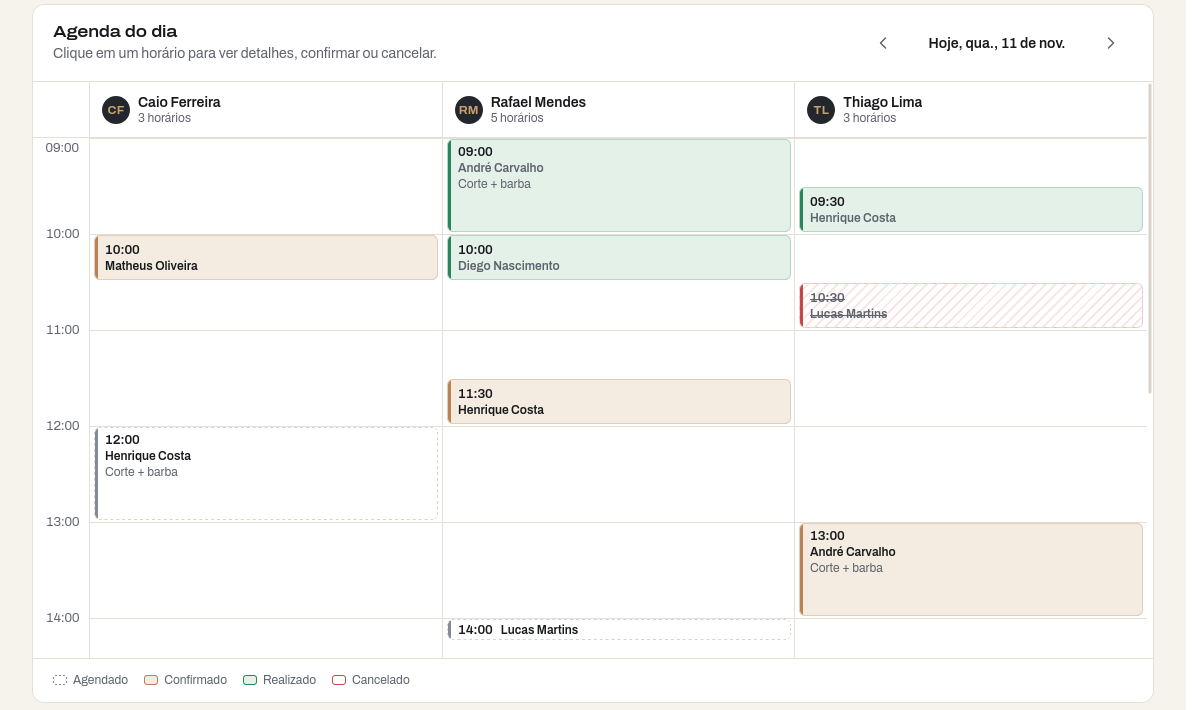 Agenda do dia
Clique em um horário para ver detalhes, confirmar ou cancelar.
Hoje, qua., 11 de nov.
CF
Caio Ferreira
3 horários
RM
Rafael Mendes
5 horários
TL
Thiago Lima
3 horários
09:00
09:00
André Carvalho
Corte + barba
09:30
Henrique Costa
10:00
10:00
Matheus Oliveira
10:00
Diego Nascimento
10:30
Lucas Martins
11:00
11:30
Henrique Costa
12:00
12:00
Henrique Costa
Corte + barba
13:00
13:00
André Carvalho
Corte + barba
14:00
14:00 Lucas Martins
Agendado
Confirmado
Realizado
Cancelado